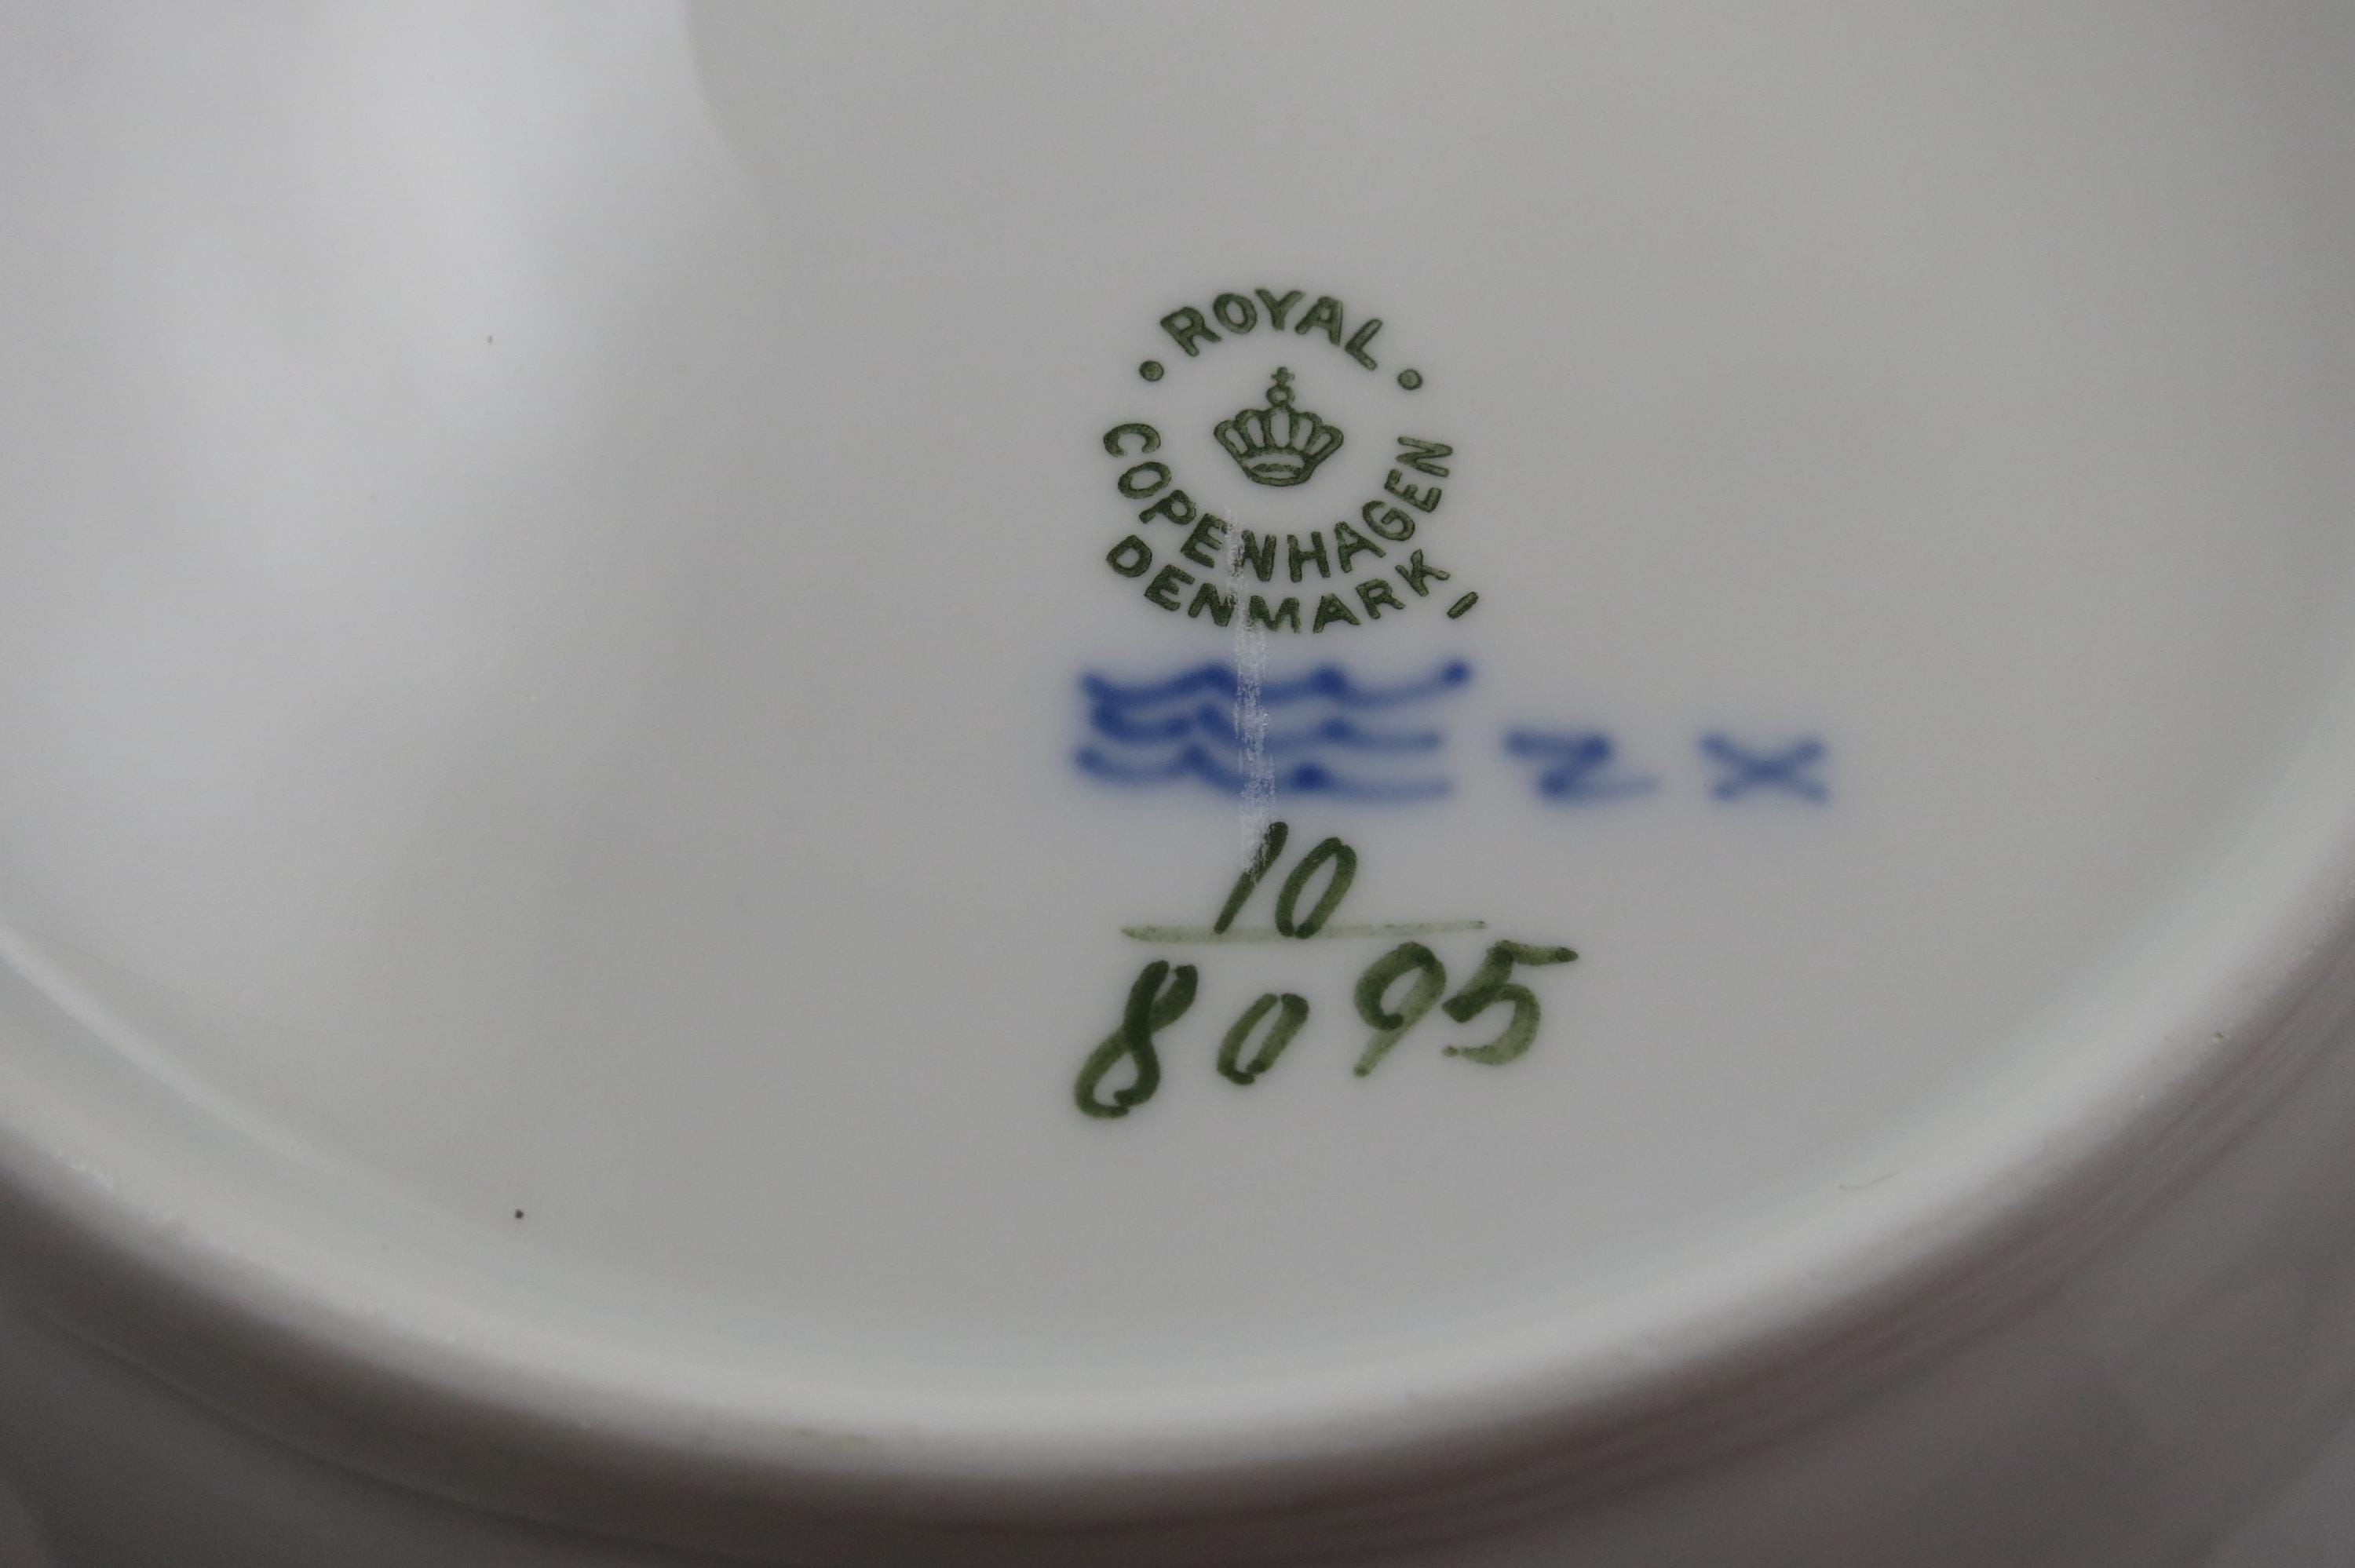 · ROYAL ·
COPENHAGEN
DENMARK
Z X
10
8095